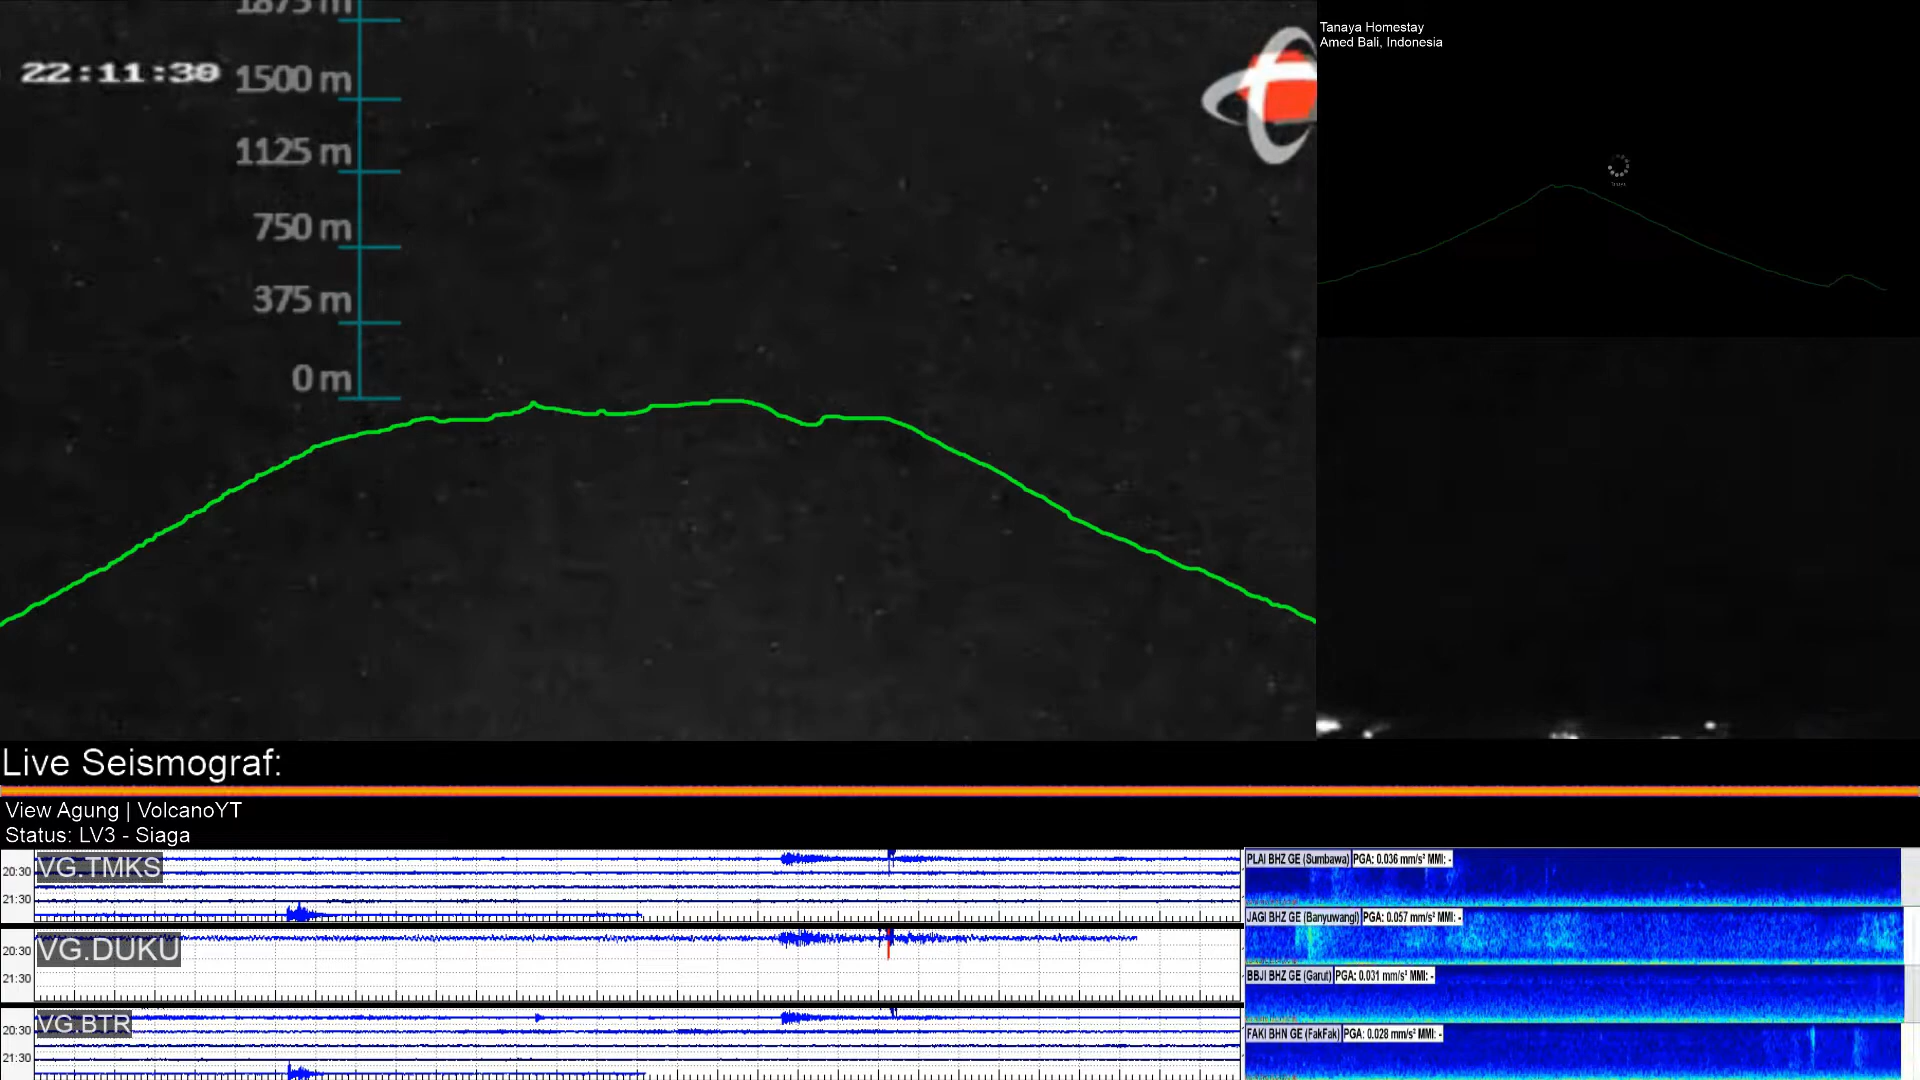 1875 m
22:11:30
1500 m
1125 m
750 m
375 m
0 m
Tanaya Homestay
Amed Bali, Indonesia
Live Seismograf:
View Agung | VolcanoYT
Status: LV3 - Siaga
VG.TMKS
20:30
21:30
VG.DUKU
20:30
21:30
VG.BTR
20:30
21:30
PLAI BHZ GE (Sumbawa) PGA: 0.036 mm/s² MMI: -
JAGI BHZ GE (Banyuwangi) PGA: 0.057 mm/s² MMI: -
BBJI BHZ GE (Garut) PGA: 0.031 mm/s² MMI: -
FAKI BHN GE (FakFak) PGA: 0.028 mm/s² MMI: -